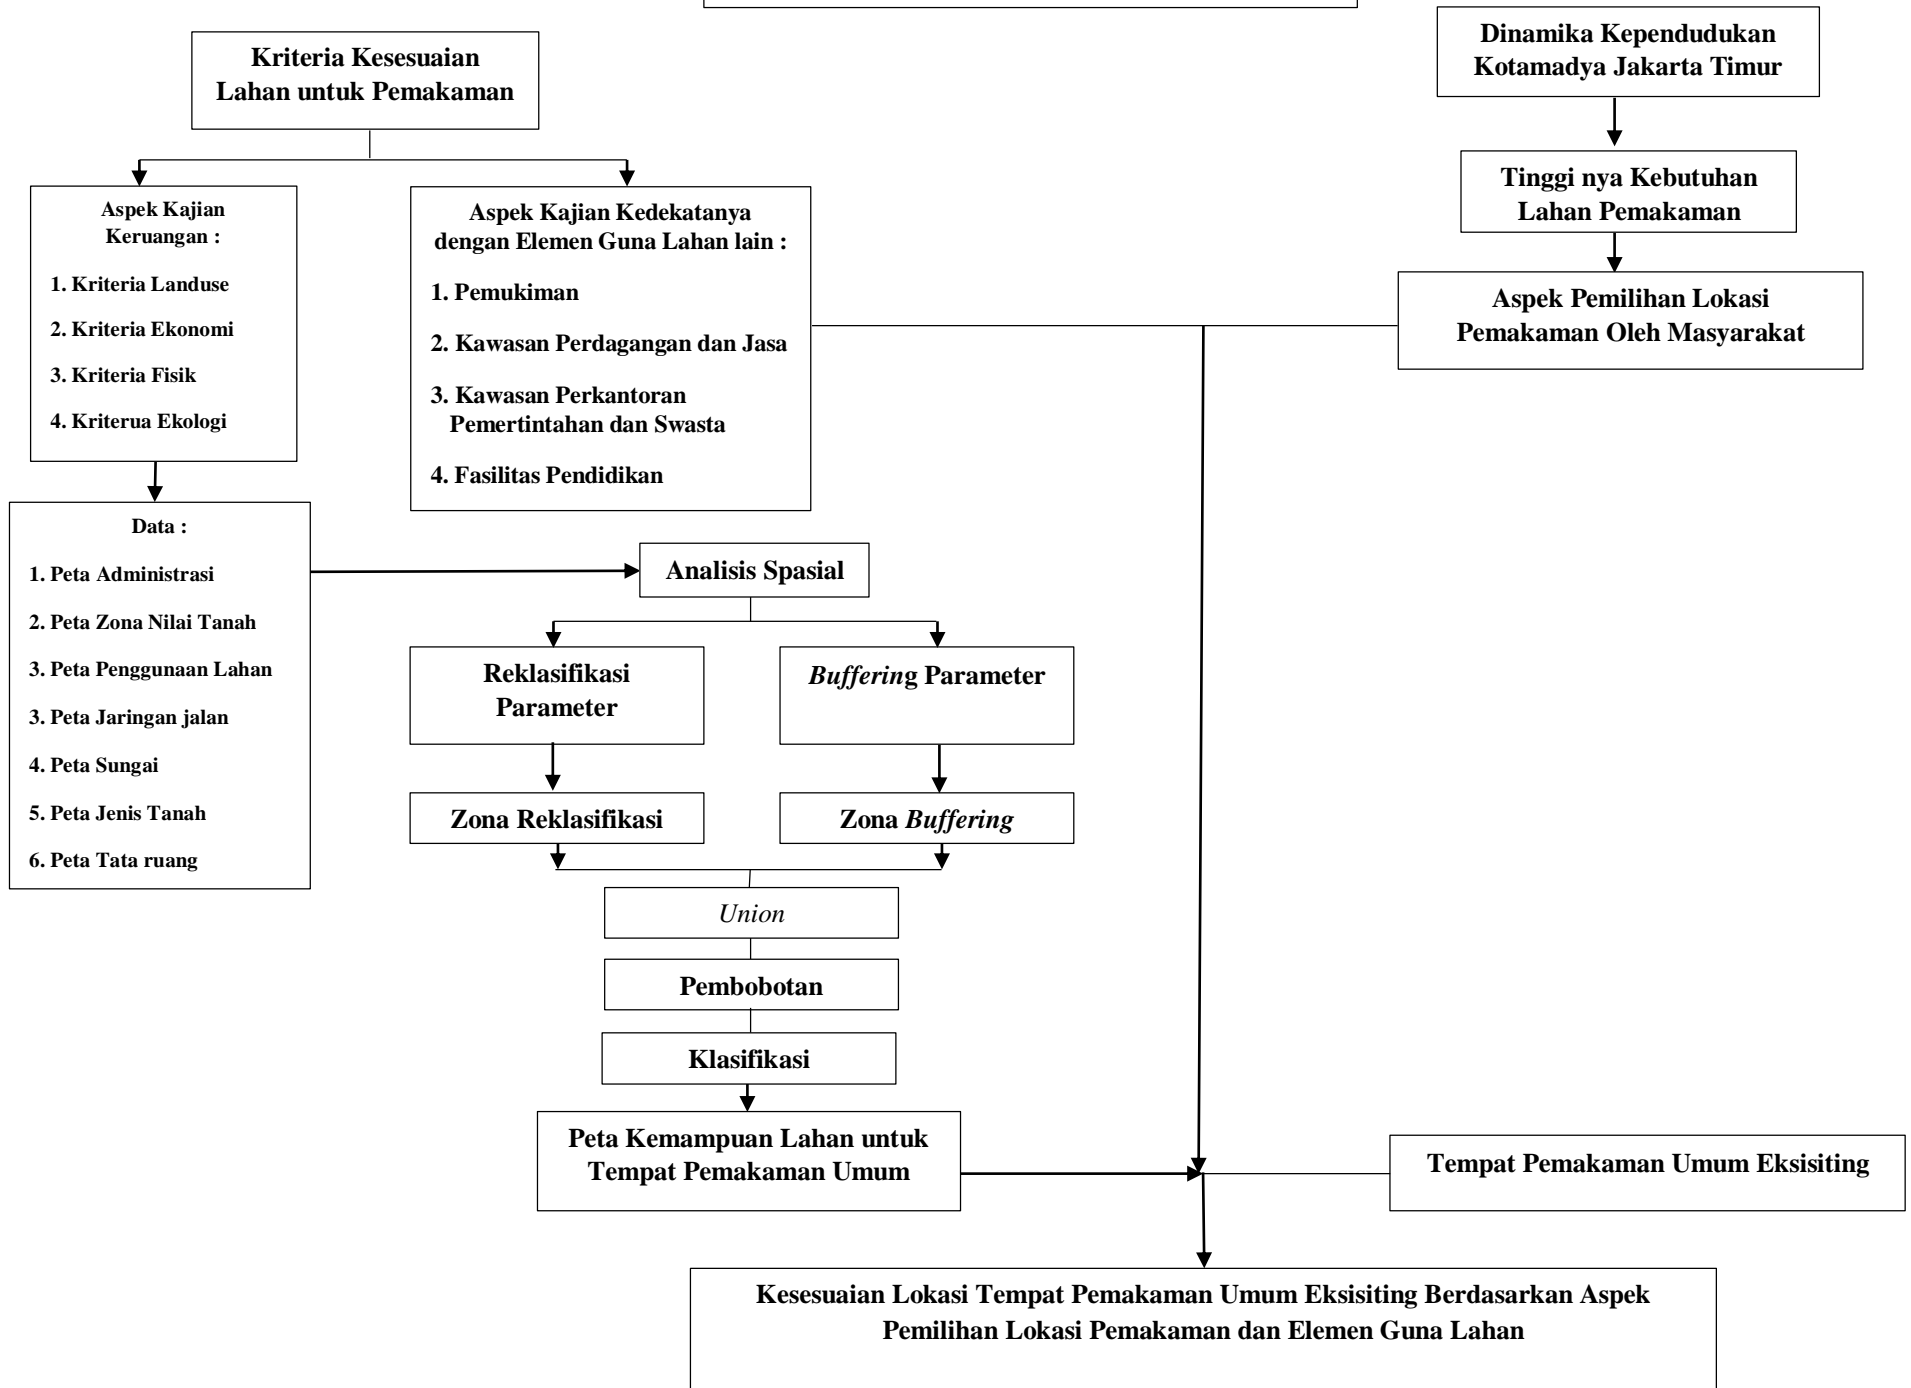 Kriteria Kesesuaian
Lahan untuk Pemakaman
Dinamika Kependudukan
Kotamadya Jakarta Timur
Tinggi nya Kebutuhan
Lahan Pemakaman
Aspek Kajian
Keruangan :
1. Kriteria Landuse
2. Kriteria Ekonomi
3. Kriteria Fisik
4. Kriterua Ekologi
Aspek Kajian Kedekatanya
dengan Elemen Guna Lahan lain :
1. Pemukiman
2. Kawasan Perdagangan dan Jasa
3. Kawasan Perkantoran
Pemertintahan dan Swasta
4. Fasilitas Pendidikan
Aspek Pemilihan Lokasi
Pemakaman Oleh Masyarakat
Data :
1. Peta Administrasi
2. Peta Zona Nilai Tanah
3. Peta Penggunaan Lahan
3. Peta Jaringan jalan
4. Peta Sungai
5. Peta Jenis Tanah
6. Peta Tata ruang
Analisis Spasial
Reklasifikasi
Parameter
Buffering Parameter
Zona Reklasifikasi
Zona Buffering
Union
Pembobotan
Klasifikasi
Peta Kemampuan Lahan untuk
Tempat Pemakaman Umum
Tempat Pemakaman Umum Eksisiting
Kesesuaian Lokasi Tempat Pemakaman Umum Eksisiting Berdasarkan Aspek
Pemilihan Lokasi Pemakaman dan Elemen Guna Lahan